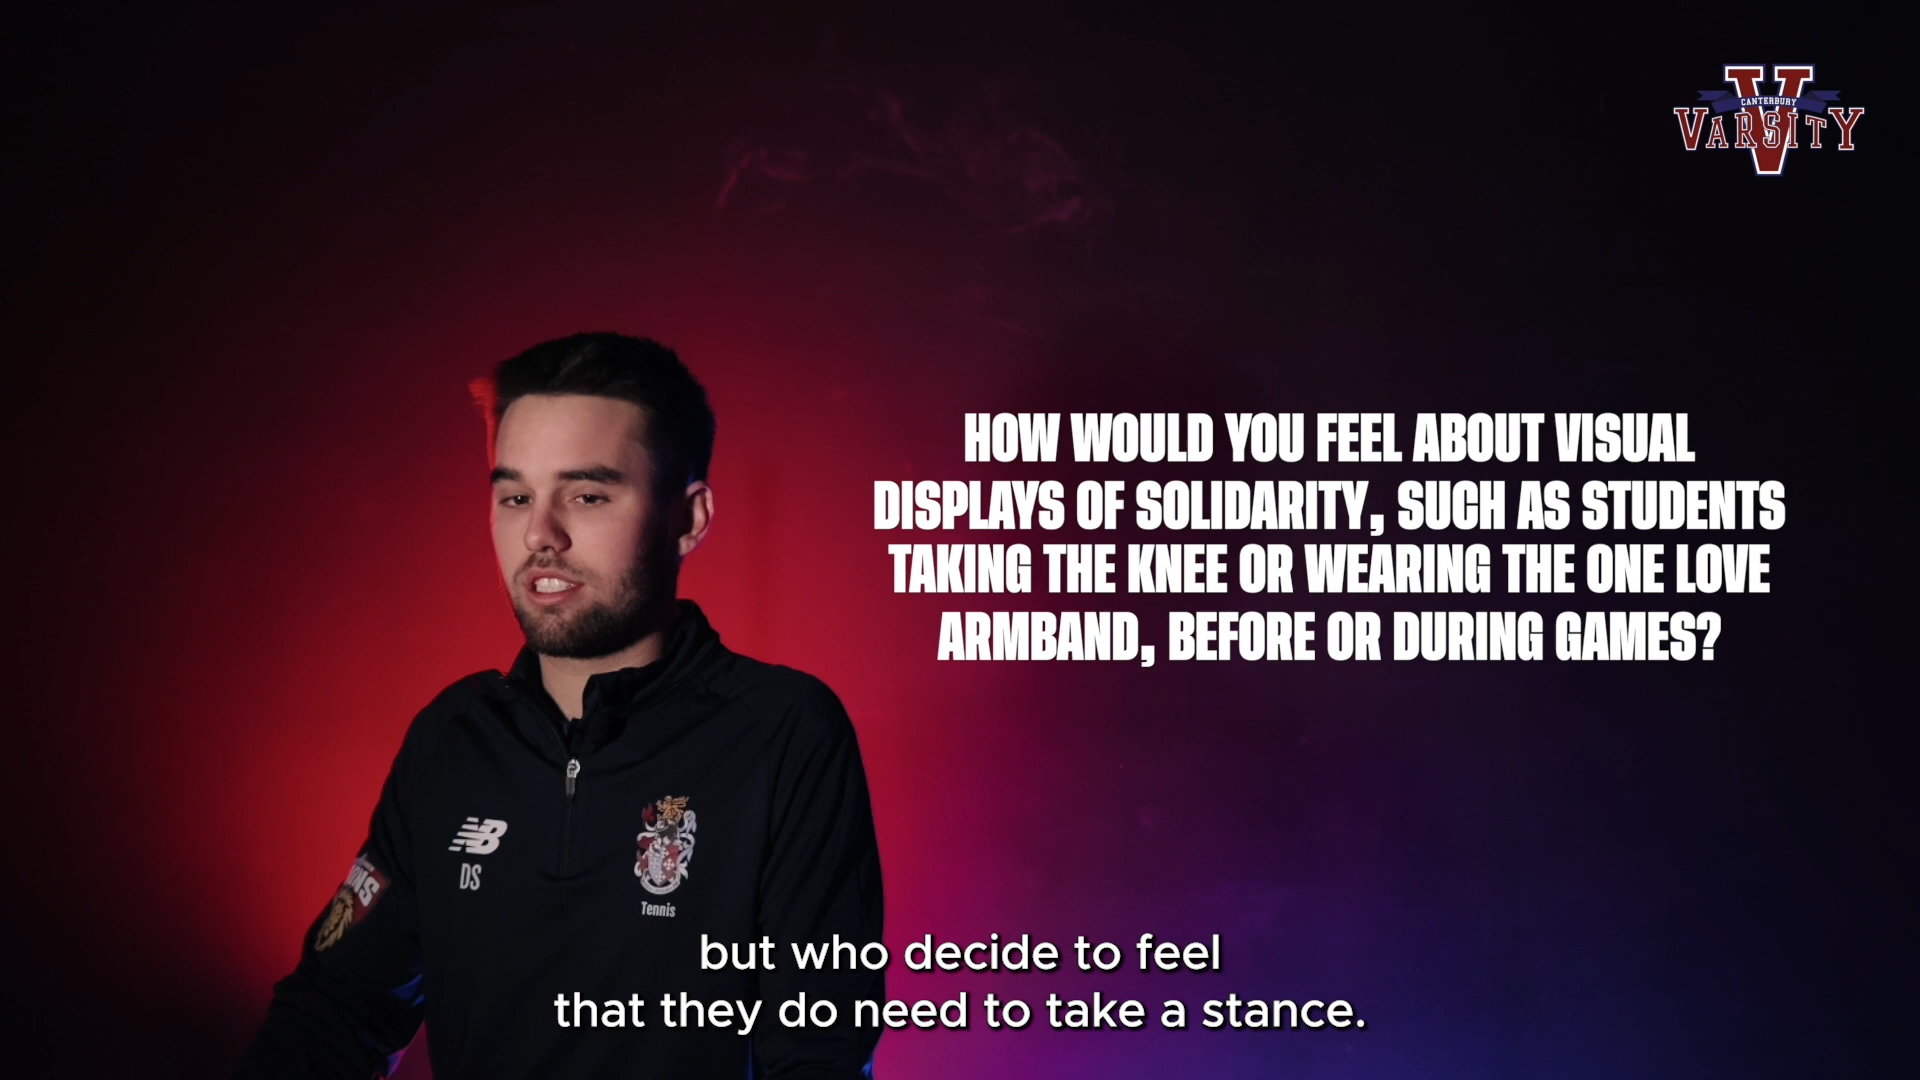 CANTERBURY
VARSITY
HOW WOULD YOU FEEL ABOUT VISUAL
DISPLAYS OF SOLIDARITY, SUCH AS STUDENTS
TAKING THE KNEE OR WEARING THE ONE LOVE
ARMBAND, BEFORE OR DURING GAMES?
NB
DS
Tennis
but who decide to feel
that they do need to take a stance.